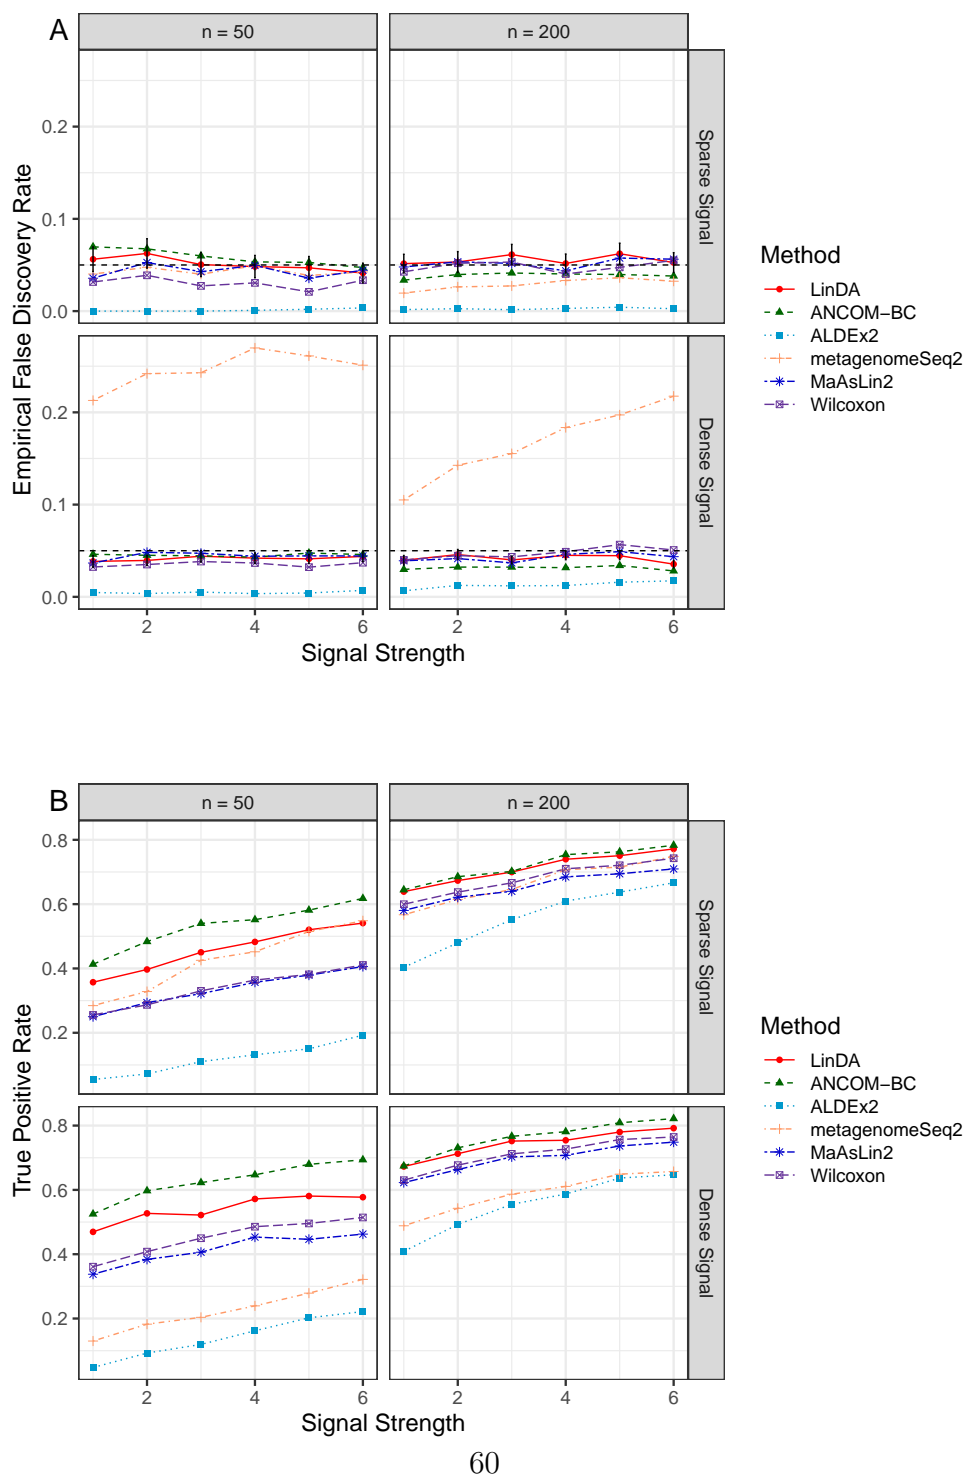 A
n = 50
n = 200
Empirical False Discovery Rate
0.2
0.1
0.0
Sparse Signal
0.2
0.1
0.0
Dense Signal
2
4
6
2
4
6
Signal Strength
Method
LinDA
ANCOM−BC
ALDEx2
metagenomeSeq2
MaAsLin2
Wilcoxon
B
n = 50
n = 200
True Positive Rate
0.8
0.6
0.4
0.2
Sparse Signal
0.8
0.6
0.4
0.2
Dense Signal
2
4
6
2
4
6
Signal Strength
Method
LinDA
ANCOM−BC
ALDEx2
metagenomeSeq2
MaAsLin2
Wilcoxon
60